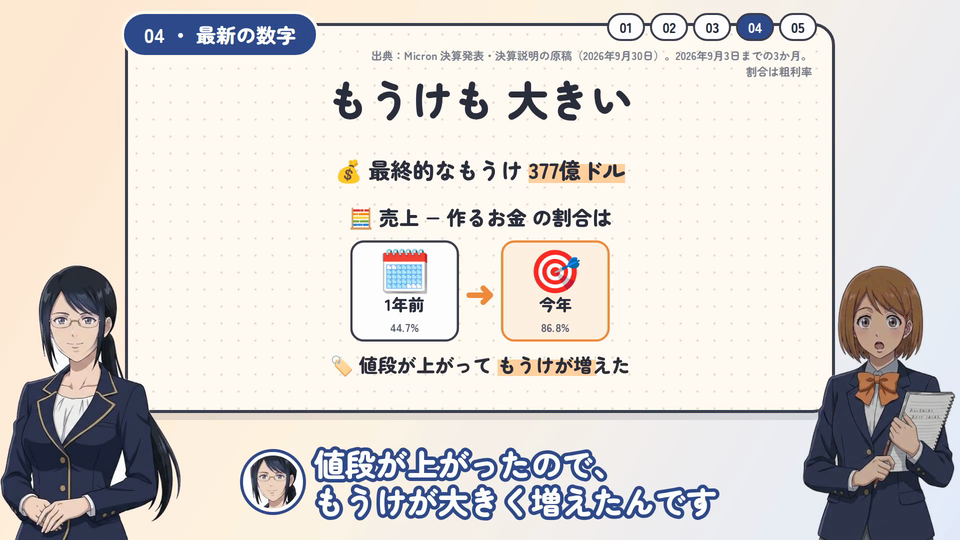 04 ・ 最新の数字
01 02 03 04 05
出典：Micron 決算発表・決算説明の原稿（2026年9月30日）。2026年9月3日までの3か月。
割合は粗利率
もうけも 大きい
最終的なもうけ 377億ドル
売上 − 作るお金 の割合は
1年前
44.7%
今年
86.8%
値段が上がって もうけが増えた
値段が上がったので、
もうけが大きく増えたんです